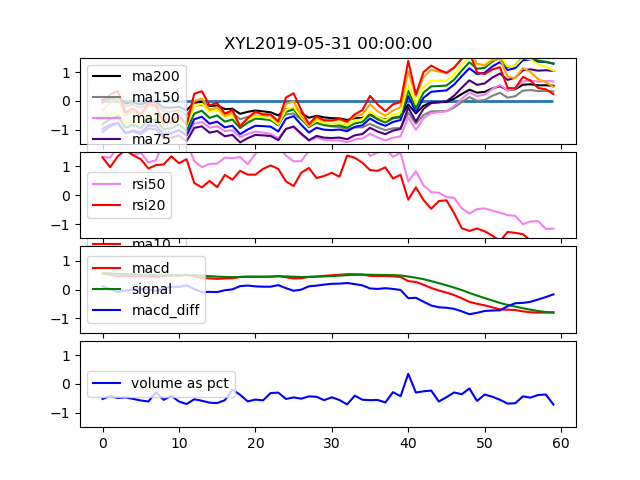 XYL2019-05-31 00:00:00
1
0
−1
ma200
ma150
ma100
ma75
1
0
−1
rsi50
rsi20
ma10
1
0
−1
macd
signal
macd_diff
1
0
−1
volume as pct
0 10 20 30 40 50 60